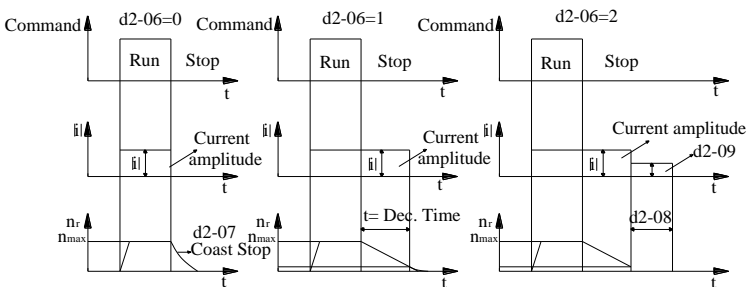 d2-06=0
Command
Run
Stop
t
|i|
|i|
Current
amplitude
t
nr
nmax
d2-07
Coast Stop
t
d2-06=1
Command
Run
Stop
t
|i|
|i|
Current
amplitude
t
nr
nmax
t= Dec. Time
t
d2-06=2
Command
Run
Stop
t
|i|
|i|
Current amplitude
d2-09
t
nr
nmax
d2-08
t